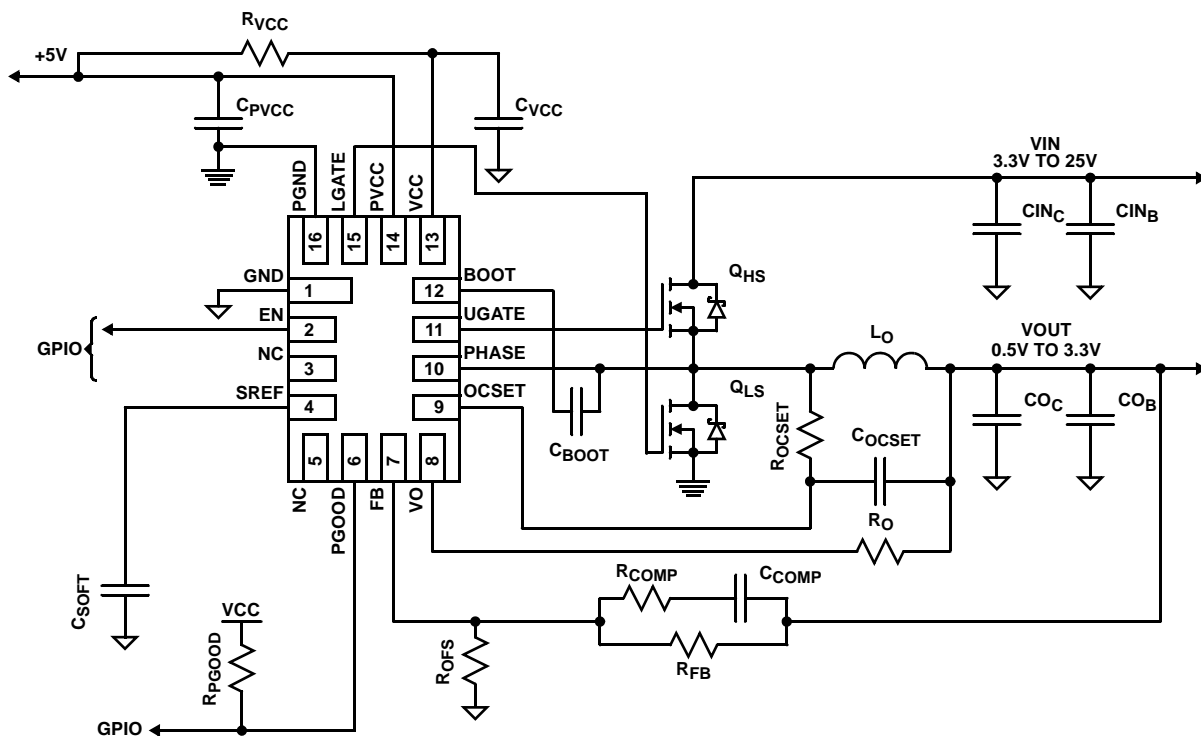 RVCC
+5V
CPVCC
CVCC
PGND
LGATE
PVCC
VCC
16
15
14
13
VIN
3.3V TO 25V
CINC
CINB
GND
1
BOOT
12
QHS
EN
2
UGATE
11
GPIO
NC
3
PHASE
10
LO
VOUT
0.5V TO 3.3V
SREF
4
OCSET
9
QLS
CBOOT
ROCSET
COCSET
COC
COB
5
6
7
8
NC
PGOOD
FB
VO
RO
CSOFT
RCOMP
CCOMP
RFB
ROFS
VCC
RPGOOD
GPIO